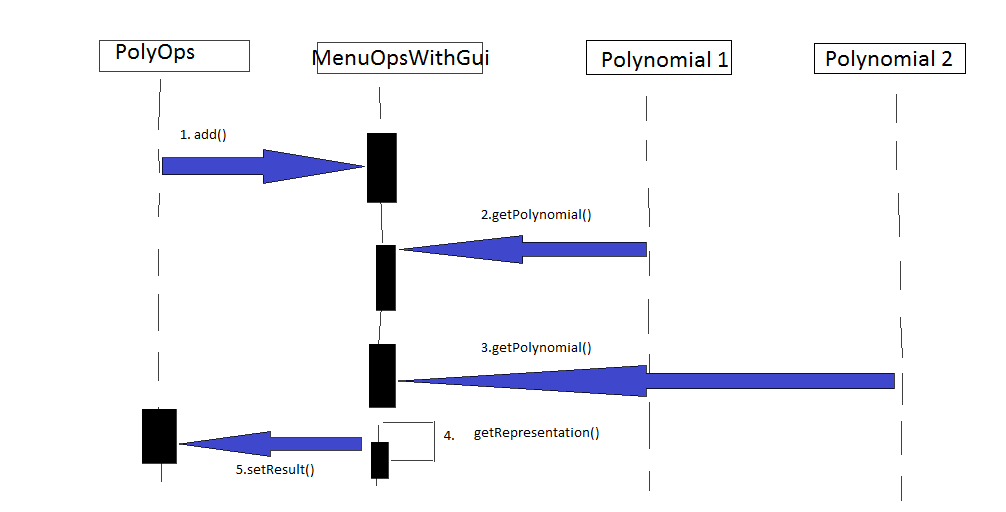 PolyOps
MenuOpsWithGui
Polynomial 1
Polynomial 2
1. add()
2.getPolynomial()
3.getPolynomial()
4. getRepresentation()
5.setResult()